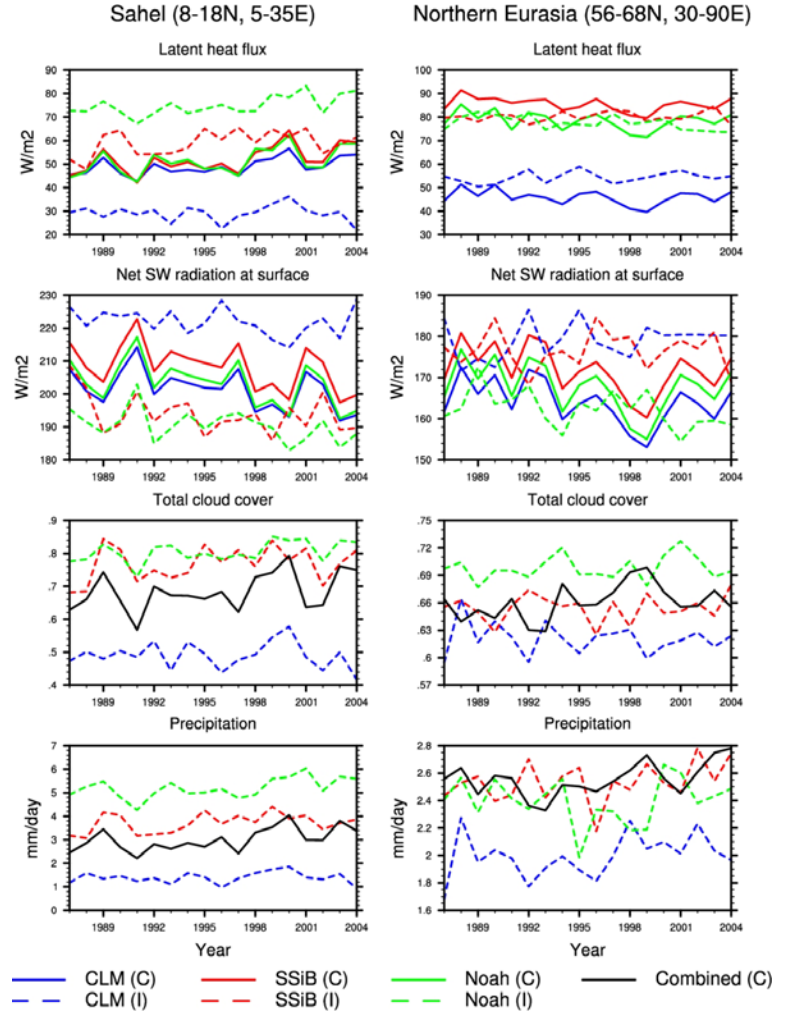 Sahel (8-18N, 5-35E)
Northern Eurasia (56-68N, 30-90E)
Latent heat flux
Latent heat flux
W/m2
90
80
70
60
50
40
30
20
1989 1992 1995 1998 2001 2004
W/m2
100
90
80
70
60
50
40
30
1989 1992 1995 1998 2001 2004
Net SW radiation at surface
Net SW radiation at surface
W/m2
230
220
210
200
190
180
1989 1992 1995 1998 2001 2004
W/m2
190
180
170
160
150
1989 1992 1995 1998 2001 2004
Total cloud cover
Total cloud cover
.9
.8
.7
.6
.5
.4
1989 1992 1995 1998 2001 2004
.75
.72
.69
.66
.63
.6
.57
1989 1992 1995 1998 2001 2004
Precipitation
Precipitation
mm/day
7
6
5
4
3
2
1
0
1989 1992 1995 1998 2001 2004
Year
mm/day
2.8
2.6
2.4
2.2
2
1.8
1.6
1989 1992 1995 1998 2001 2004
Year
CLM (C) SSiB (C) Noah (C) Combined (C)
CLM (I) SSiB (I) Noah (I)